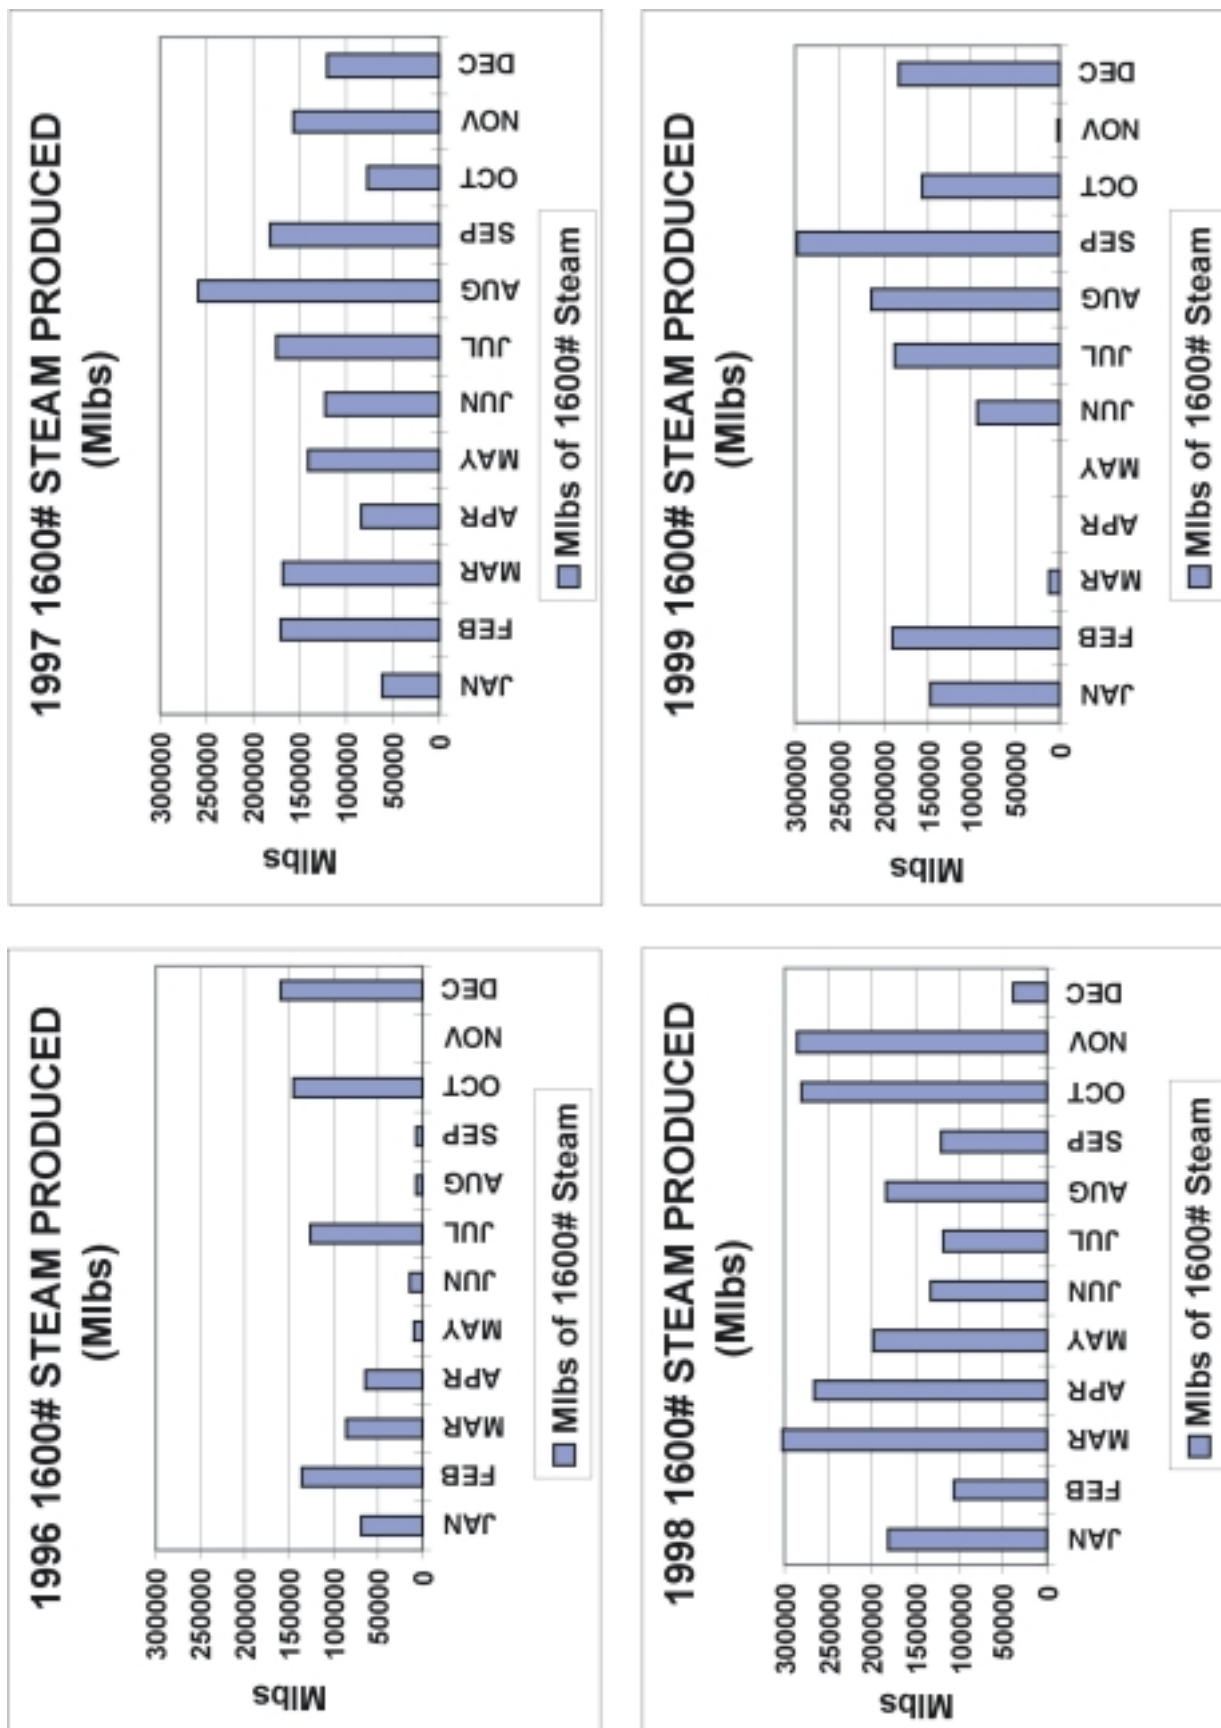 1996 1600# STEAM PRODUCED
(Mlbs)
Mlbs
300000
250000
200000
150000
100000
50000
0
JAN
FEB
MAR
APR
MAY
JUN
JUL
AUG
SEP
OCT
NOV
DEC
Mlbs of 1600# Steam
1997 1600# STEAM PRODUCED
(Mlbs)
Mlbs
300000
250000
200000
150000
100000
50000
0
JAN
FEB
MAR
APR
MAY
JUN
JUL
AUG
SEP
OCT
NOV
DEC
Mlbs of 1600# Steam
1998 1600# STEAM PRODUCED
(Mlbs)
Mlbs
300000
250000
200000
150000
100000
50000
0
JAN
FEB
MAR
APR
MAY
JUN
JUL
AUG
SEP
OCT
NOV
DEC
Mlbs of 1600# Steam
1999 1600# STEAM PRODUCED
(Mlbs)
Mlbs
300000
250000
200000
150000
100000
50000
0
JAN
FEB
MAR
APR
MAY
JUN
JUL
AUG
SEP
OCT
NOV
DEC
Mlbs of 1600# Steam